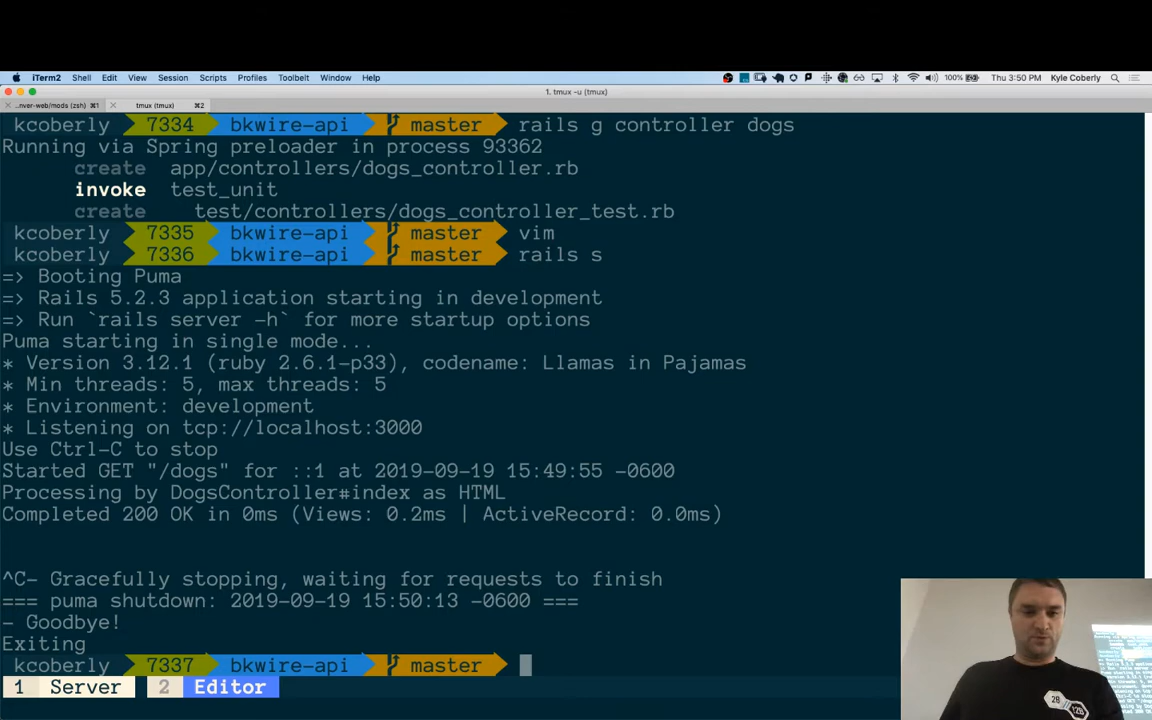 iTerm2 Shell Edit View Session Scripts Profiles Toolbelt Window Help 100% Thu 3:50 PM Kyle Coberly
1. tmux -u (tmux)
..nver-web/mods (zsh) ⌘1 tmux (tmux) ⌘2
kcoberly 7334 bkwire-api master rails g controller dogs
Running via Spring preloader in process 93362
create app/controllers/dogs_controller.rb
invoke test_unit
create test/controllers/dogs_controller_test.rb
kcoberly 7335 bkwire-api master vim
kcoberly 7336 bkwire-api master rails s
=> Booting Puma
=> Rails 5.2.3 application starting in development
=> Run `rails server -h` for more startup options
Puma starting in single mode...
* Version 3.12.1 (ruby 2.6.1-p33), codename: Llamas in Pajamas
* Min threads: 5, max threads: 5
* Environment: development
* Listening on tcp://localhost:3000
Use Ctrl-C to stop
Started GET "/dogs" for ::1 at 2019-09-19 15:49:55 -0600
Processing by DogsController#index as HTML
Completed 200 OK in 0ms (Views: 0.2ms | ActiveRecord: 0.0ms)
^C- Gracefully stopping, waiting for requests to finish
=== puma shutdown: 2019-09-19 15:50:13 -0600 ===
- Goodbye!
Exiting
kcoberly 7337 bkwire-api master
1 Server 2 Editor